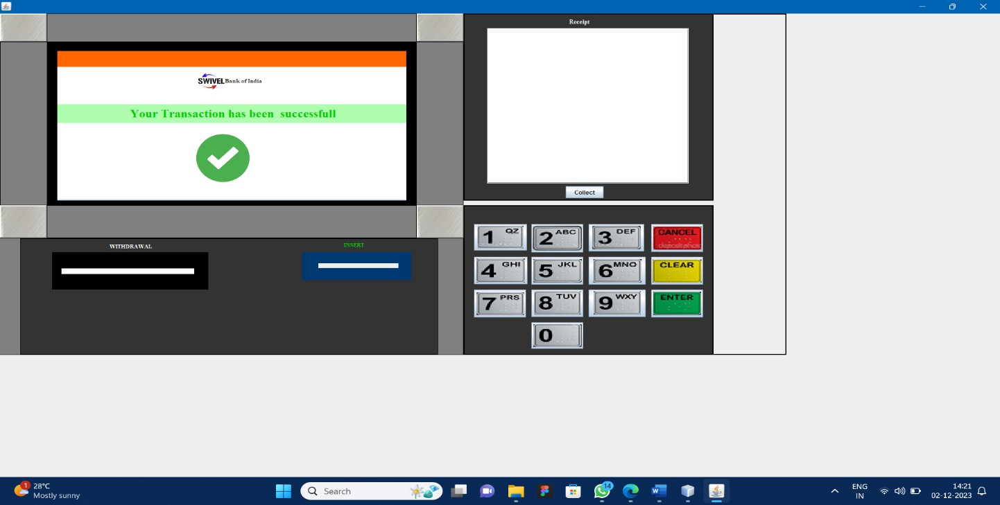 Receipt
SWIVEL Bank of India
Your Transaction has been successfull
Collect
WITHDRAWAL
INSERT
1 QZ
2 ABC
3 DEF
CANCEL
4 GHI
5 JKL
6 MNO
CLEAR
7 PRS
8 TUV
9 WXY
ENTER
0
1
28°C
Mostly sunny
Search
14
W
ENG
IN
14:21
02-12-2023